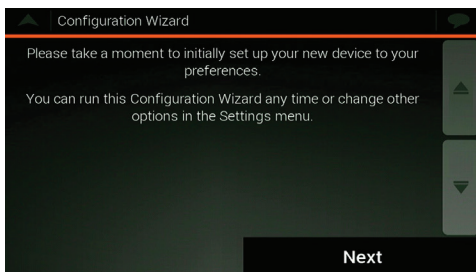 Configuration Wizard
Please take a moment to initially set up your new device to your
preferences.
You can run this Configuration Wizard any time or change other
options in the Settings menu.
Next